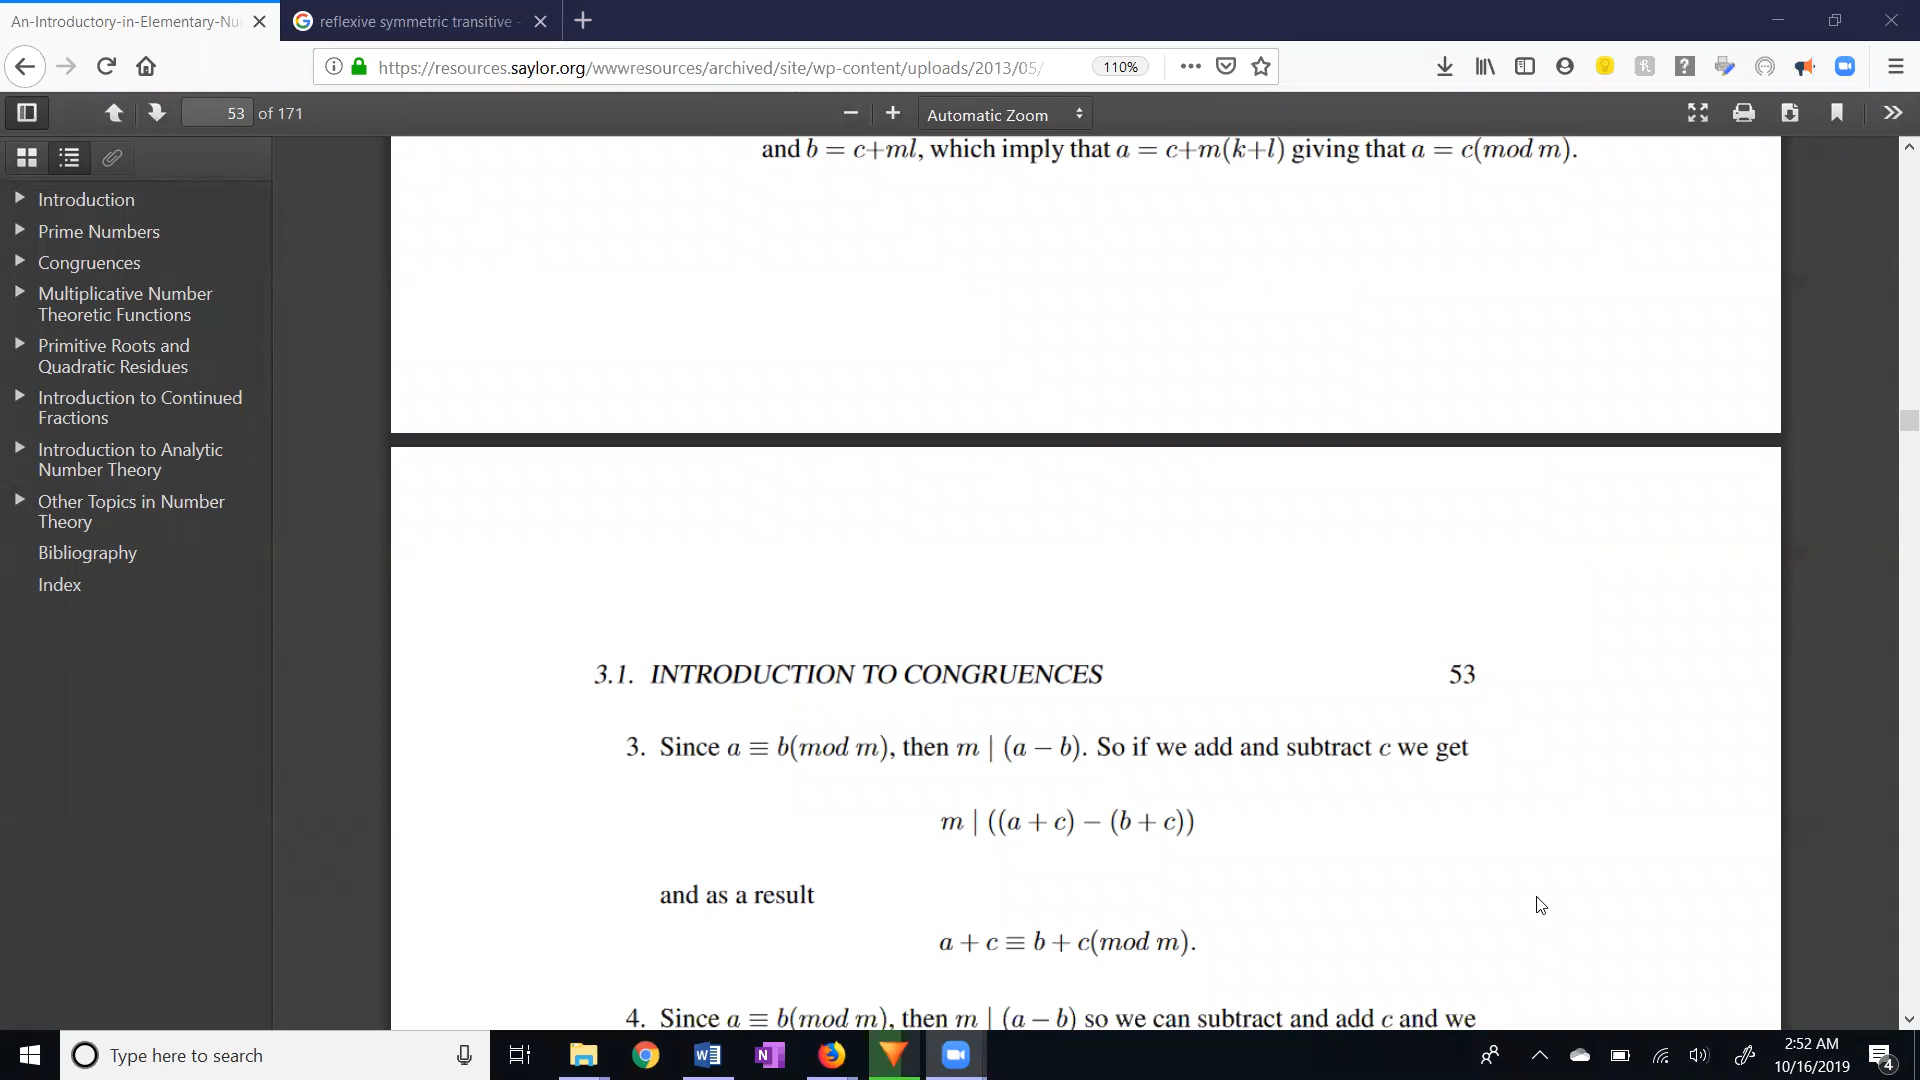 An-Introductory-in-Elementary-Nu
reflexive symmetric transitive -
https://resources.saylor.org/wwwresources/archived/site/wp-content/uploads/2013/05/
110%
53 of 171
Automatic Zoom
Introduction
Prime Numbers
Congruences
Multiplicative Number
Theoretic Functions
Primitive Roots and
Quadratic Residues
Introduction to Continued
Fractions
Introduction to Analytic
Number Theory
Other Topics in Number
Theory
Bibliography
Index
and b = c+ml, which imply that a = c+m(k+l) giving that a = c(mod m).
3.1. INTRODUCTION TO CONGRUENCES 53
3. Since a ≡ b(mod m), then m | (a − b). So if we add and subtract c we get
m | ((a + c) − (b + c))
and as a result
a + c ≡ b + c(mod m).
4. Since a ≡ b(mod m), then m | (a − b) so we can subtract and add c and we
Type here to search
2:52 AM
10/16/2019
4